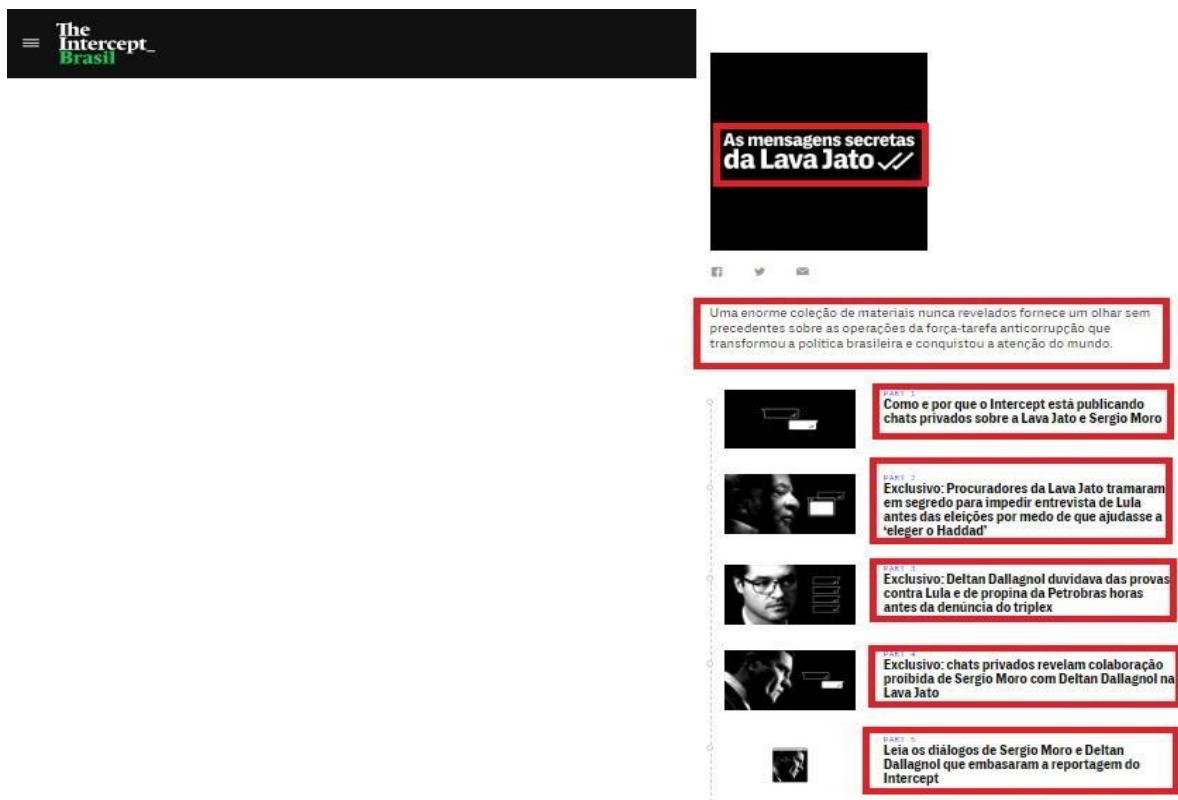 The
Intercept_
Brasil
As mensagens secretas
da Lava Jato
Uma enorme coleção de materiais nunca revelados fornece um olhar sem
precedentes sobre as operações da força-tarefa anticorrupção que
transformou a política brasileira e conquistou a atenção do mundo.
PART 1
Como e por que o Intercept está publicando
chats privados sobre a Lava Jato e Sergio Moro
PART 2
Exclusivo: Procuradores da Lava Jato tramaram
em segredo para impedir entrevista de Lula
antes das eleições por medo de que ajudasse a
‘eleger o Haddad’
PART 3
Exclusivo: Deltan Dallagnol duvidava das provas
contra Lula e de propina da Petrobras horas
antes da denúncia do triplex
PART 4
Exclusivo: chats privados revelam colaboração
proibida de Sergio Moro com Deltan Dallagnol na
Lava Jato
PART 5
Leia os diálogos de Sergio Moro e Deltan
Dallagnol que embasaram a reportagem do
Intercept